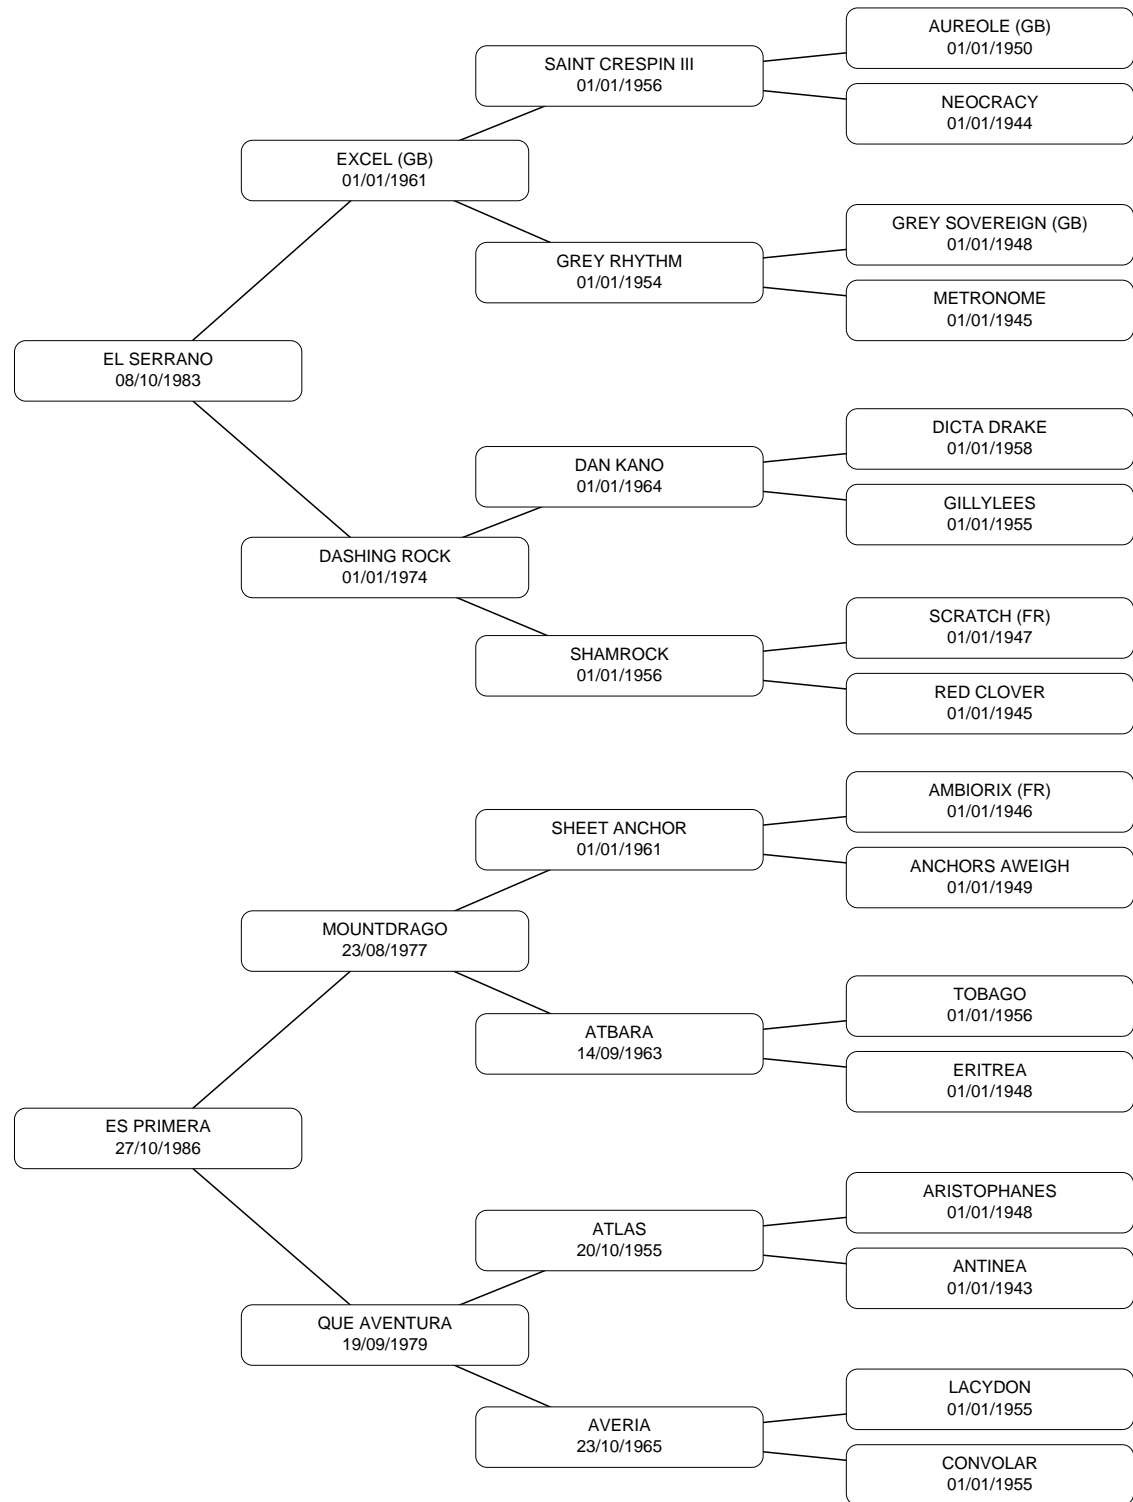 AUREOLE (GB)
01/01/1950
SAINT CRESPIN III
01/01/1956
NEOCRACY
01/01/1944
EXCEL (GB)
01/01/1961
GREY SOVEREIGN (GB)
01/01/1948
GREY RHYTHM
01/01/1954
METRONOME
01/01/1945
EL SERRANO
08/10/1983
DICTA DRAKE
01/01/1958
DAN KANO
01/01/1964
GILLYLEES
01/01/1955
DASHING ROCK
01/01/1974
SCRATCH (FR)
01/01/1947
SHAMROCK
01/01/1956
RED CLOVER
01/01/1945
AMBIORIX (FR)
01/01/1946
SHEET ANCHOR
01/01/1961
ANCHORS AWEIGH
01/01/1949
MOUNTDRAGO
23/08/1977
TOBAGO
01/01/1956
ATBARA
14/09/1963
ERITREA
01/01/1948
ES PRIMERA
27/10/1986
ARISTOPHANES
01/01/1948
ATLAS
20/10/1955
ANTINEA
01/01/1943
QUE AVENTURA
19/09/1979
LACYDON
01/01/1955
AVERIA
23/10/1965
CONVOLAR
01/01/1955